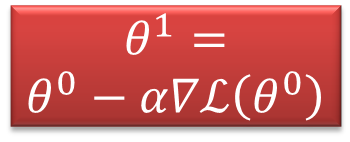 θ¹ =
θ⁰ − α∇ℒ(θ⁰)